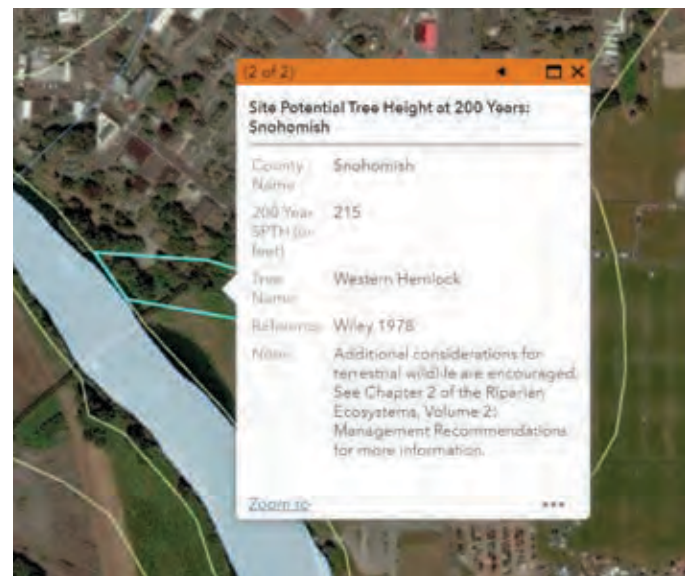 (2 of 2)
Site Potential Tree Height at 200 Years:
Snohomish
County Name
Snohomish
200 Year SPTH (in feet)
215
Tree Name
Western Hemlock
Reference
Wiley 1978
Note
Additional considerations for
terrestrial wildlife are encouraged.
See Chapter 2 of the Riparian
Ecosystems, Volume 2:
Management Recommendations
for more information.
Zoom to